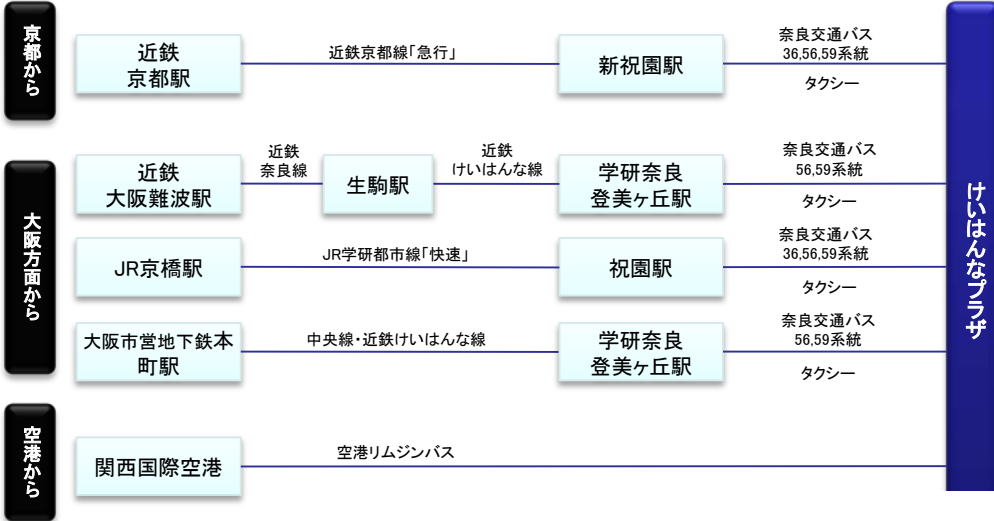 京都から
近鉄
京都駅
近鉄京都線「急行」
新祝園駅
奈良交通バス
36,56,59系統
タクシー
大阪方面から
近鉄
大阪難波駅
近鉄
奈良線
生駒駅
近鉄
けいはんな線
学研奈良
登美ヶ丘駅
奈良交通バス
56,59系統
タクシー
JR京橋駅
JR学研都市線「快速」
祝園駅
奈良交通バス
36,56,59系統
タクシー
大阪市営地下鉄本
町駅
中央線・近鉄けいはんな線
学研奈良
登美ヶ丘駅
奈良交通バス
56,59系統
タクシー
空港から
関西国際空港
空港リムジンバス
けいはんなプラザ